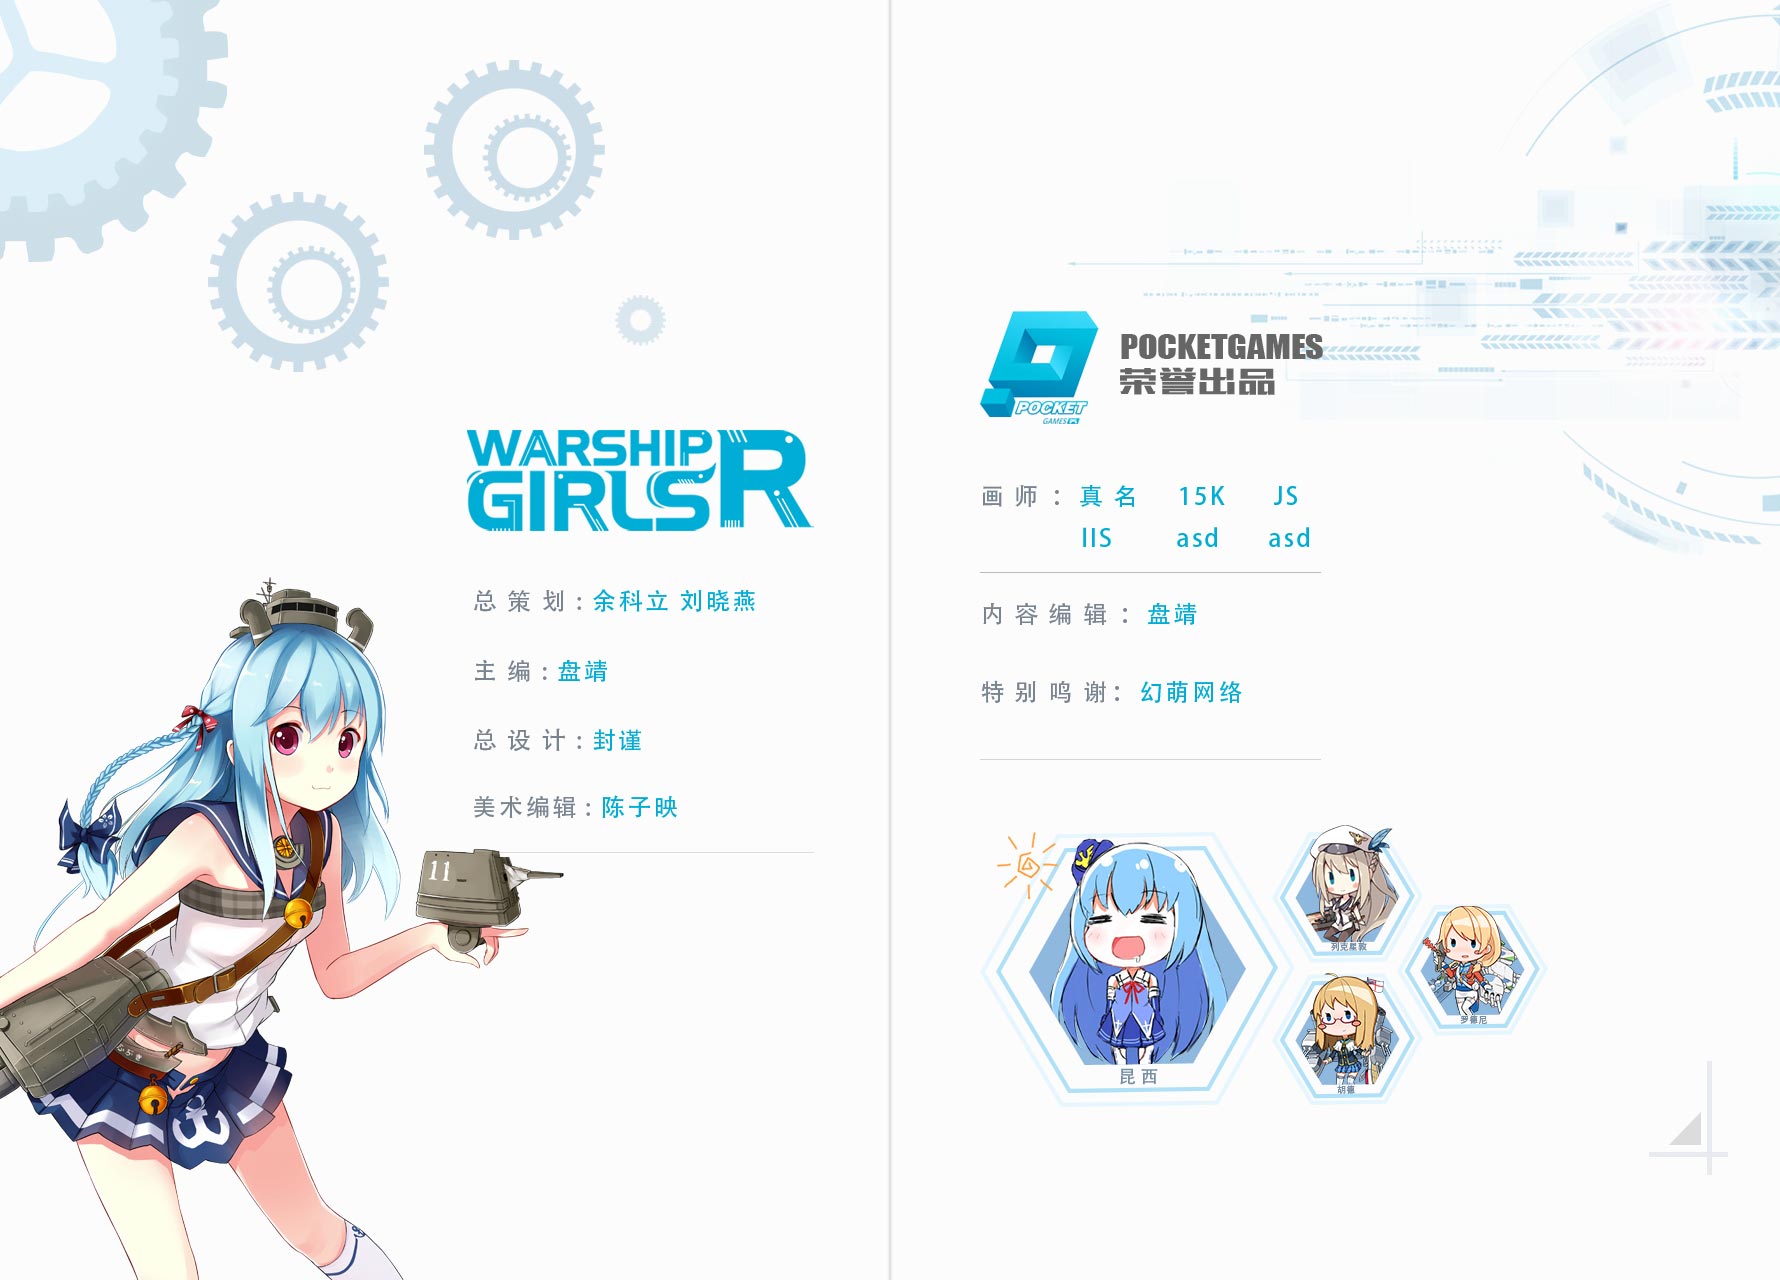 WARSHIP
GIRLS R
总策划：余科立 刘晓燕
主编：盘靖
总设计：封谨
美术编辑：陈子映
11
POCKET
GAMES
POCKETGAMES
荣誉出品
画师：真名 15K JS
IIS asd asd
内容编辑：盘靖
特别鸣谢：幻萌网络
昆西
列克星敦
罗德尼
胡德
4